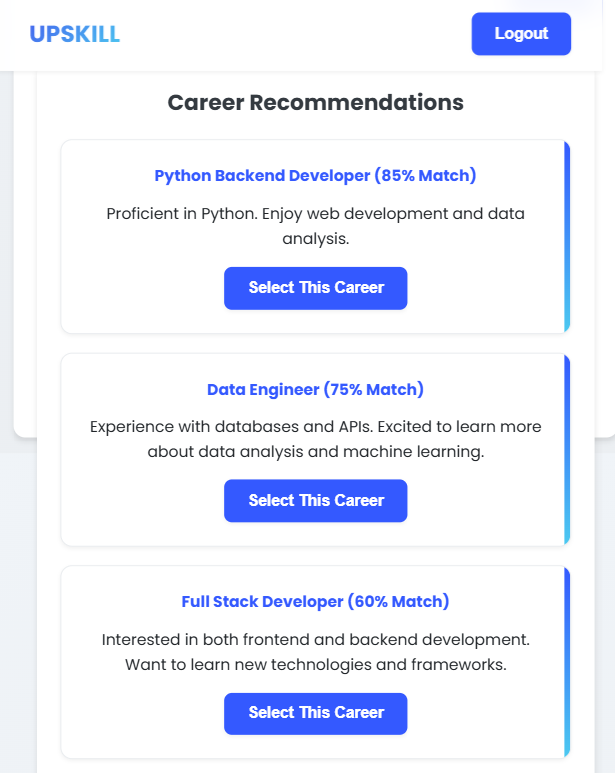 UPSKILL
Logout
Career Recommendations
Python Backend Developer (85% Match)
Proficient in Python. Enjoy web development and data
analysis.
Select This Career
Data Engineer (75% Match)
Experience with databases and APIs. Excited to learn more
about data analysis and machine learning.
Select This Career
Full Stack Developer (60% Match)
Interested in both frontend and backend development.
Want to learn new technologies and frameworks.
Select This Career